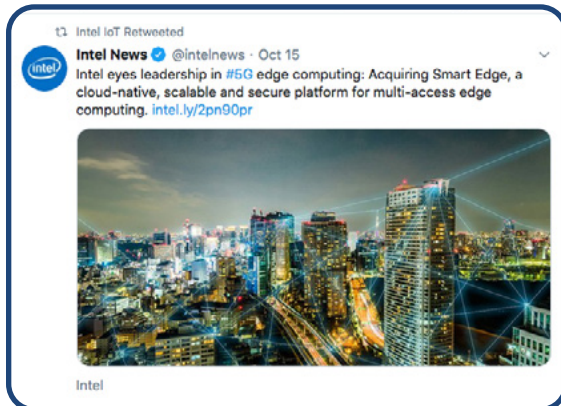 Intel IoT Retweeted
Intel News @intelnews · Oct 15
intel
Intel eyes leadership in #5G edge computing: Acquiring Smart Edge, a
cloud-native, scalable and secure platform for multi-access edge
computing. intel.ly/2pn90pr
Intel